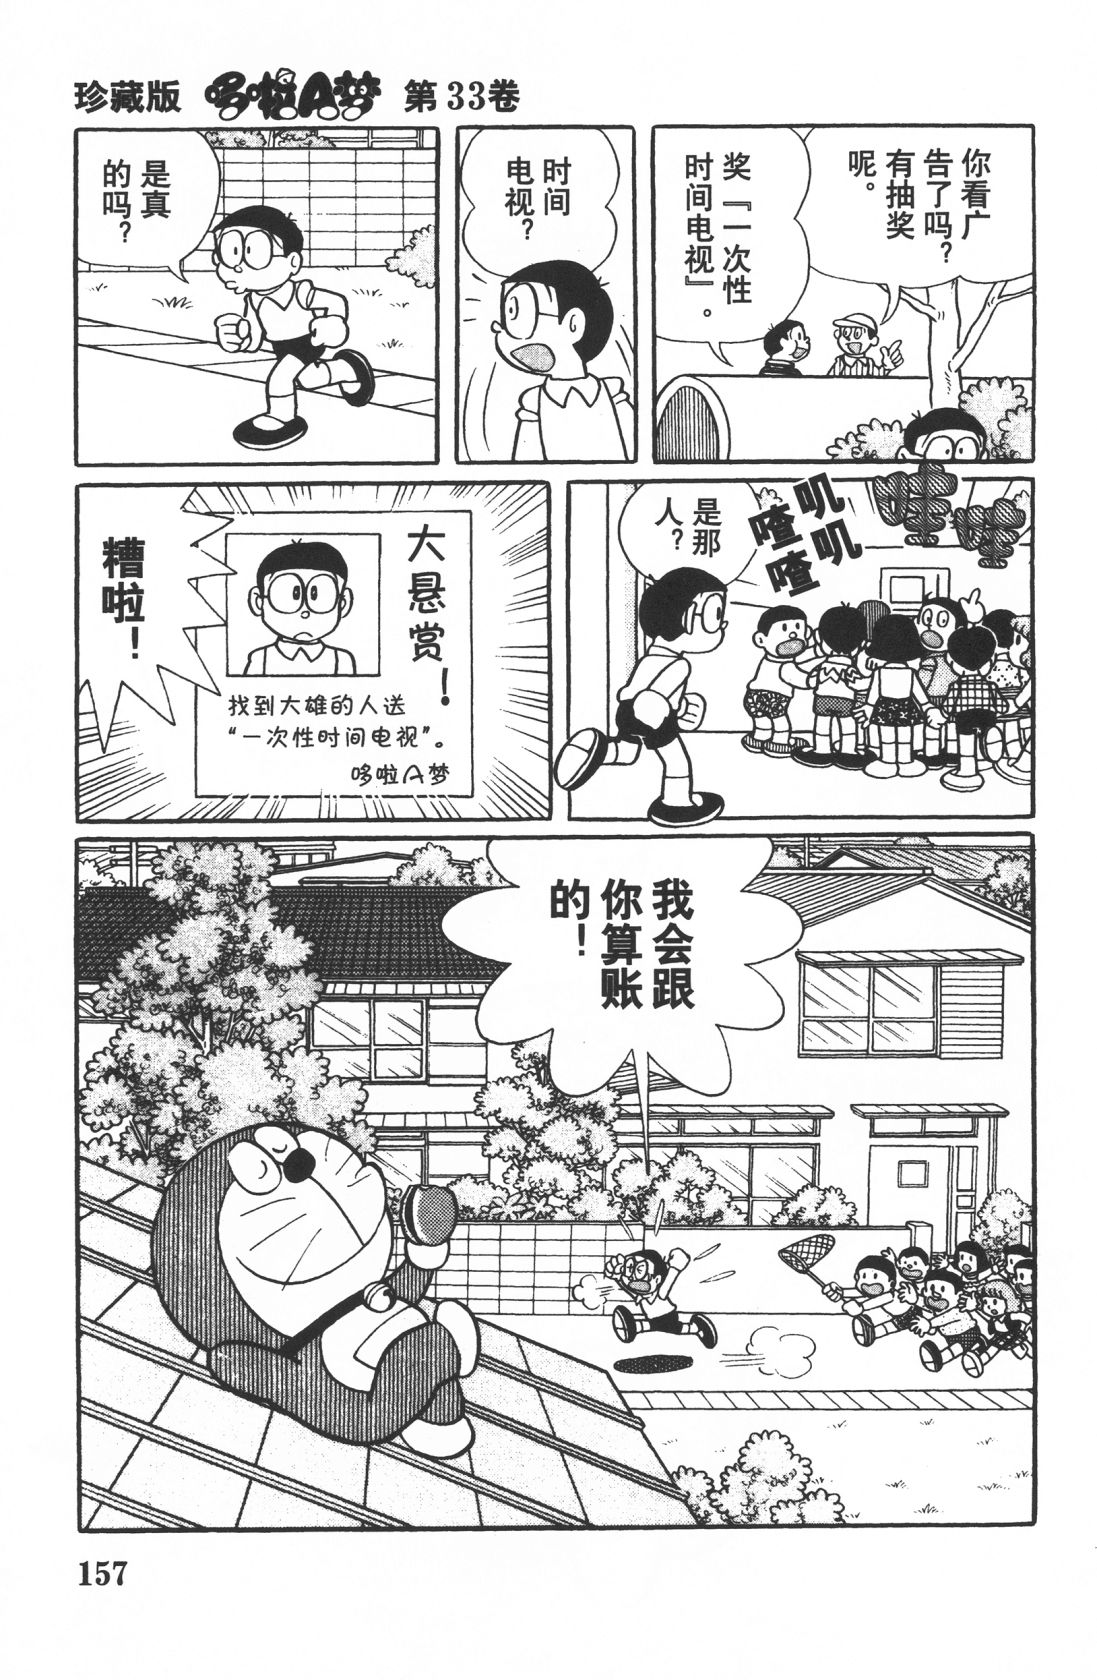 珍藏版 哆啦A梦 第33卷
你看广
告了吗?
有抽奖
呢。
奖『一次性
时间电视』。
时间
电视?
是真
的吗?
叽叽
喳喳
是那
人?
大悬赏!
找到大雄的人送
“一次性时间电视”。
哆啦A梦
糟啦!
我会跟
你算账
的!
157